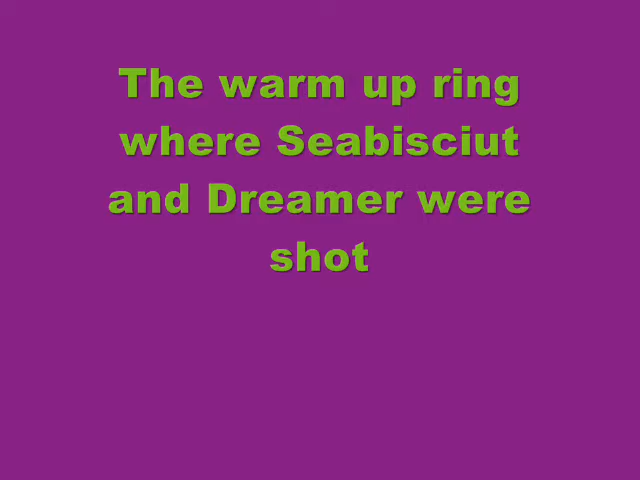 The warm up ring
where Seabisciut
and Dreamer were
shot